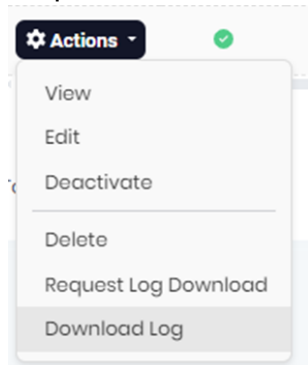 Actions
View
Edit
Deactivate
Delete
Request Log Download
Download Log